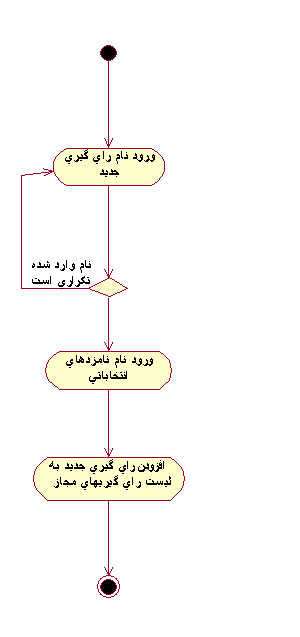 ورود نام راي گيري
جديد
نام وارد شده
تكراري است
ورود نام نامزدهاي
انتخاباتي
افزودن راي گيري جديد به
ليست راي گيريهاي مجاز